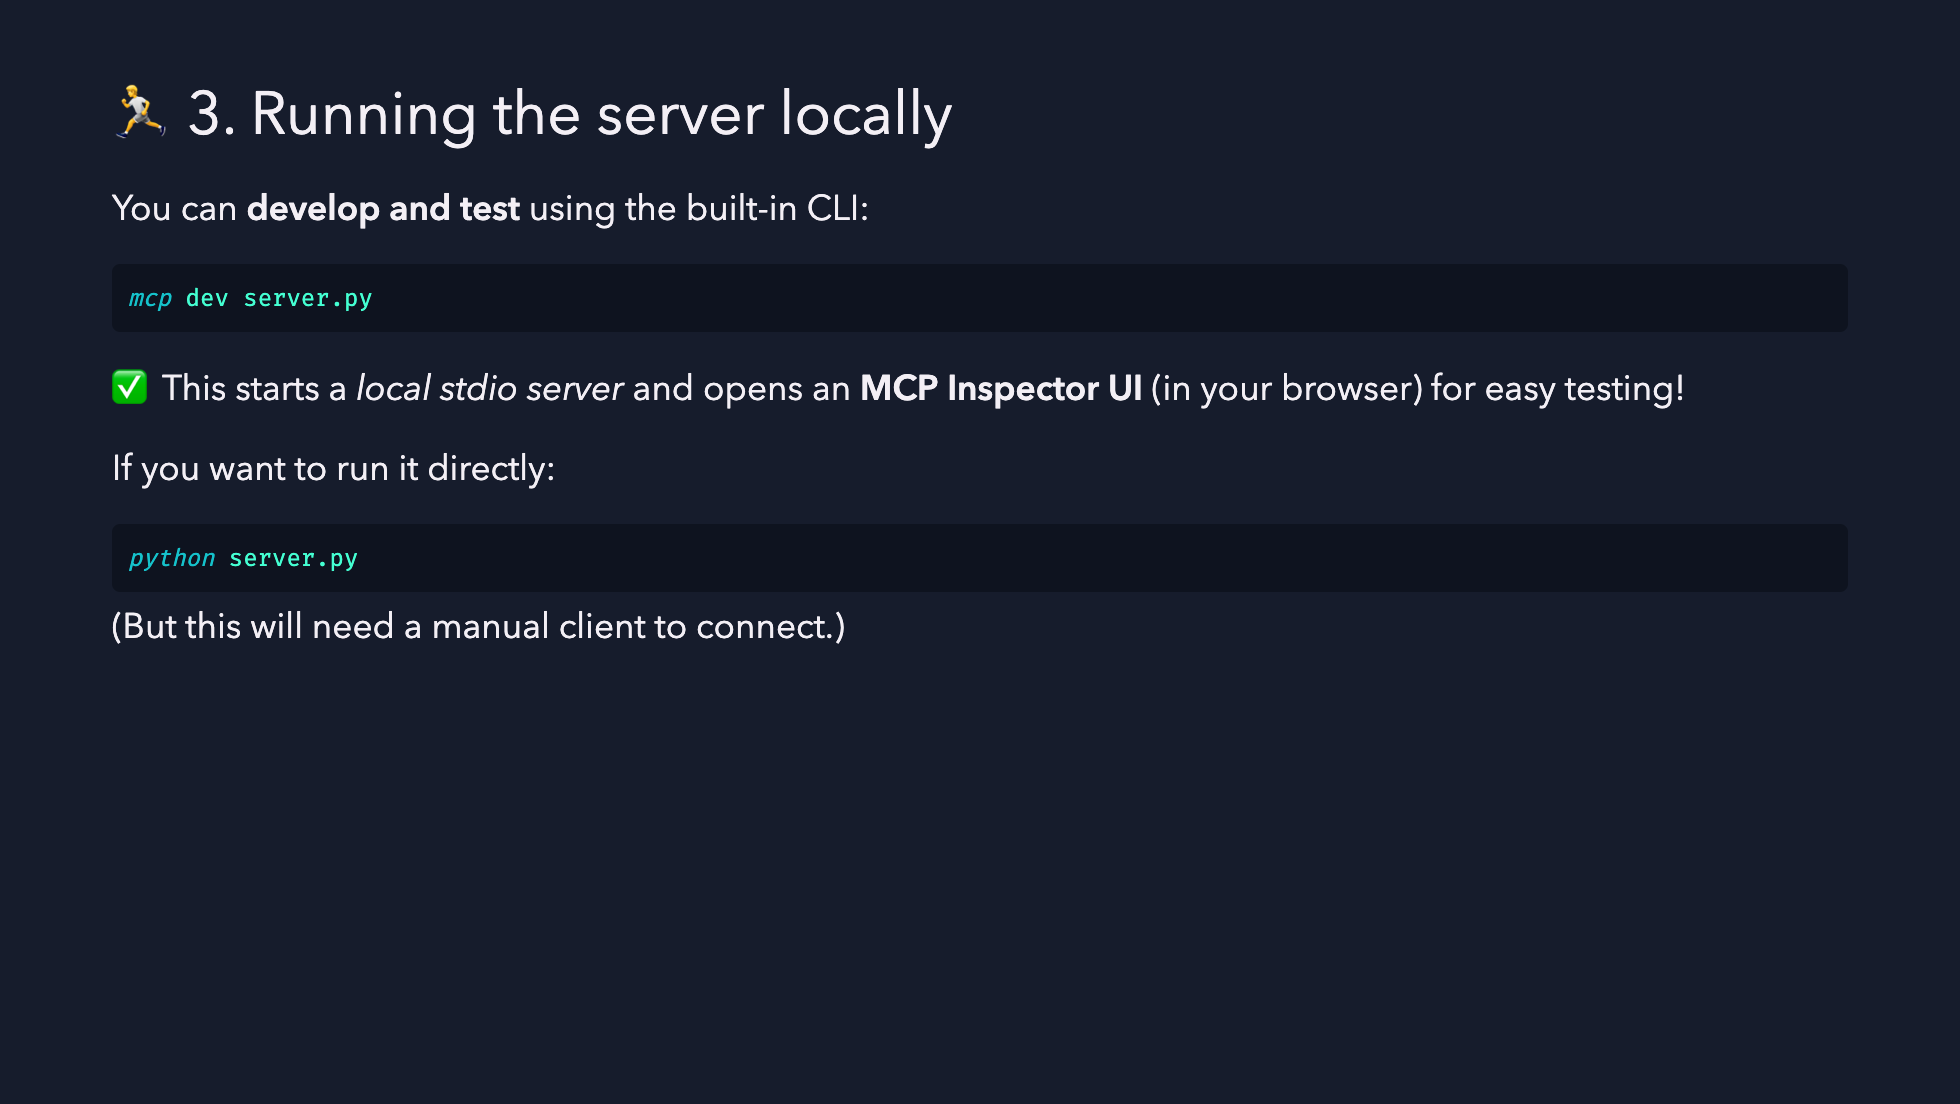 🏃 3. Running the server locally
You can develop and test using the built-in CLI:
mcp dev server.py
✅ This starts a local stdio server and opens an MCP Inspector UI (in your browser) for easy testing!
If you want to run it directly:
python server.py
(But this will need a manual client to connect.)